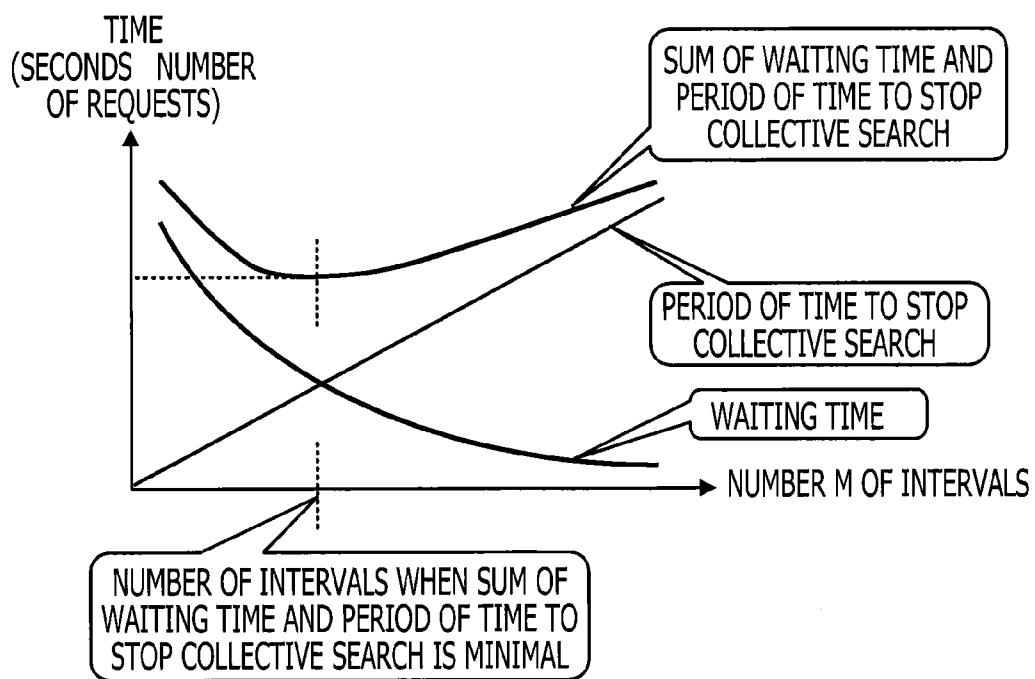 TIME
(SECONDS NUMBER
OF REQUESTS)
SUM OF WAITING TIME AND
PERIOD OF TIME TO STOP
COLLECTIVE SEARCH
PERIOD OF TIME TO STOP
COLLECTIVE SEARCH
WAITING TIME
NUMBER M OF INTERVALS
NUMBER OF INTERVALS WHEN SUM OF
WAITING TIME AND PERIOD OF TIME TO
STOP COLLECTIVE SEARCH IS MINIMAL